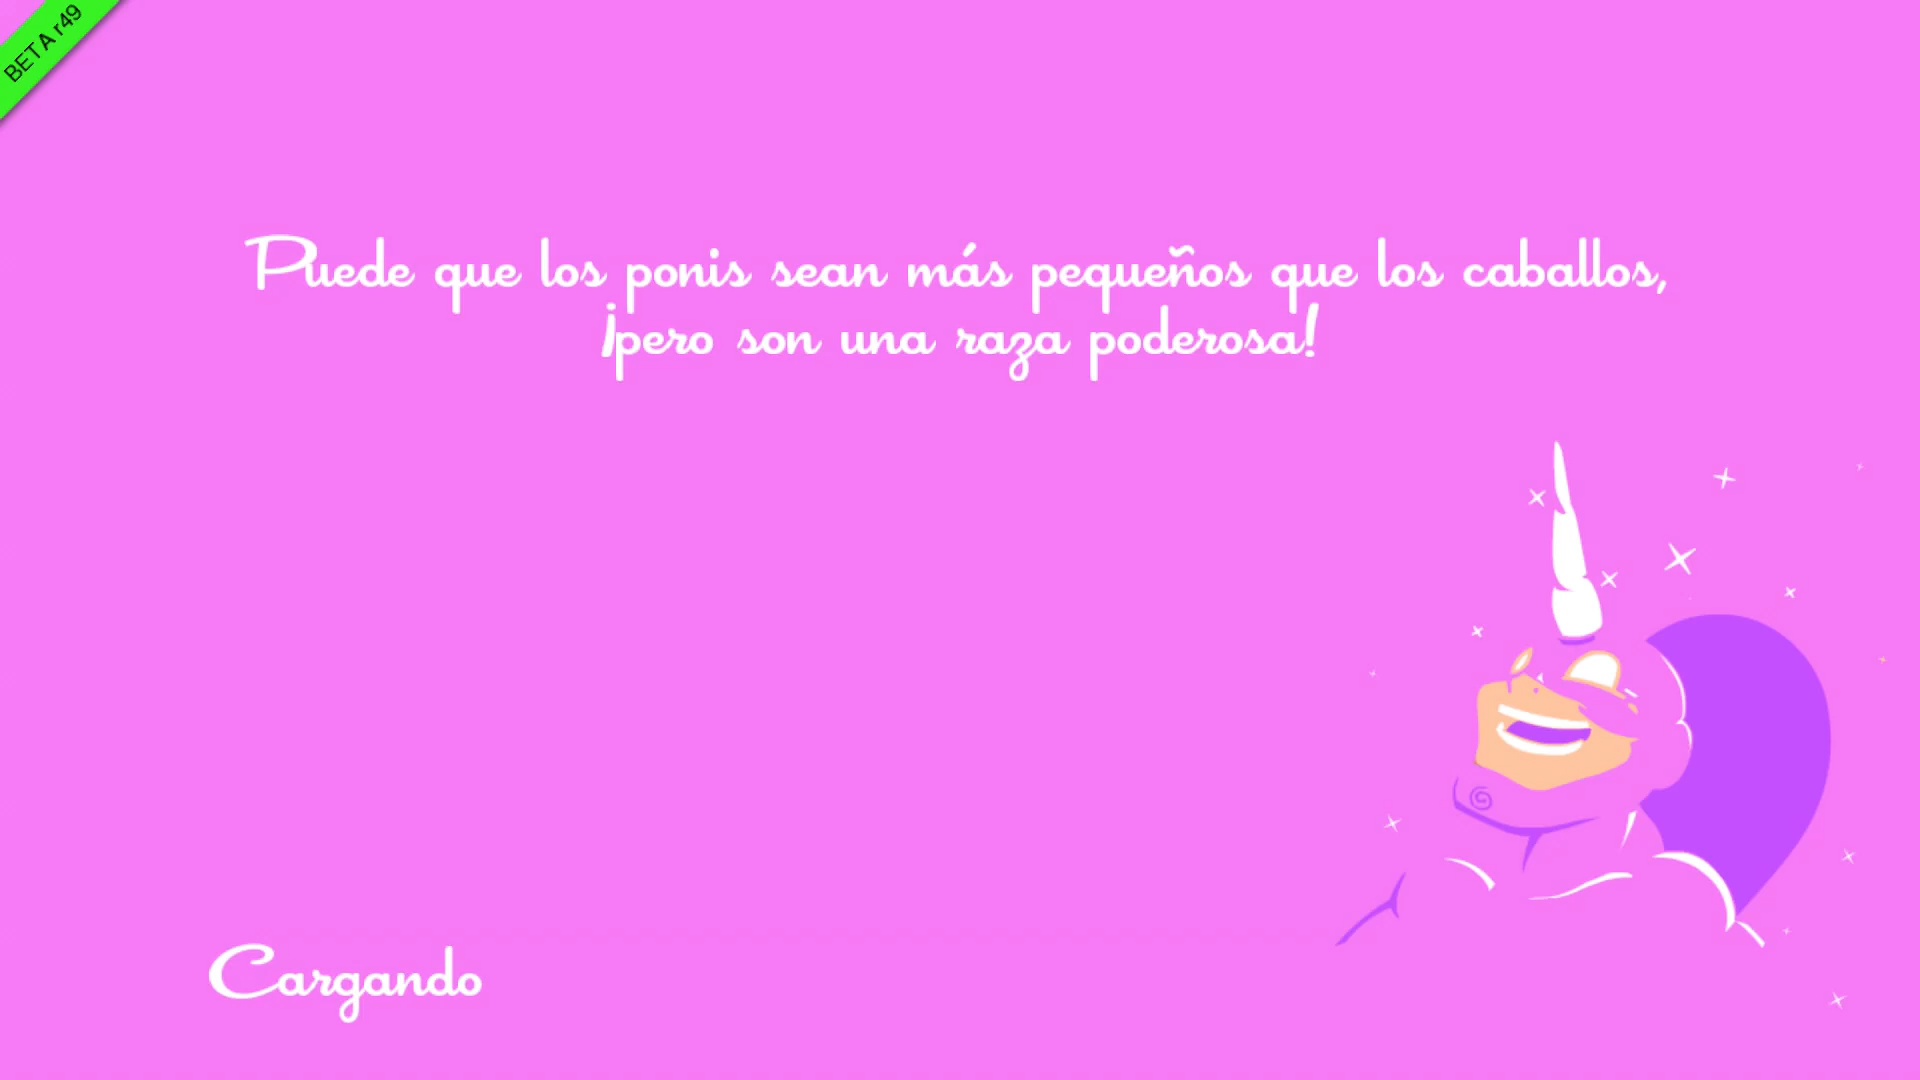 BETA r49
Puede que los ponis sean más pequeños que los caballos,
¡pero son una raza poderosa!
Cargando